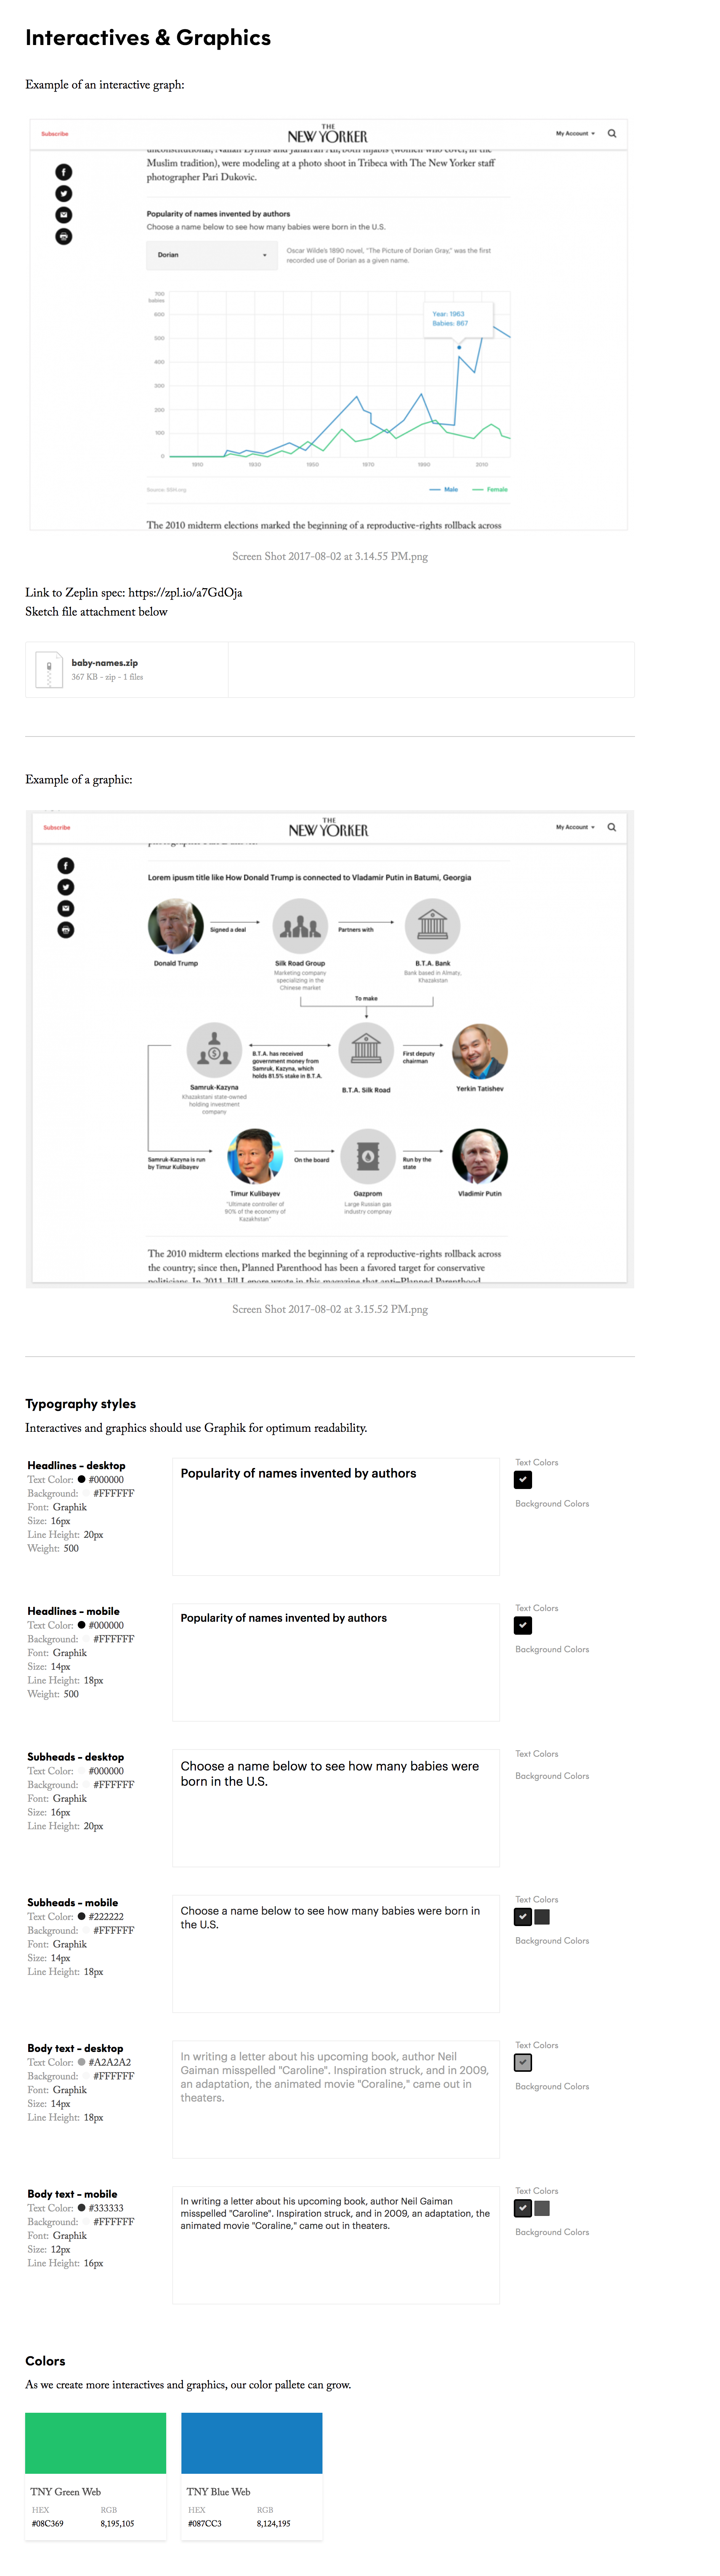 Interactives & Graphics
Example of an interactive graph:
Subscribe
THE
NEW YORKER
My Account
Muslim tradition), were modeling at a photo shoot in Tribeca with The New Yorker staff
photographer Pari Dukovic.
Popularity of names invented by authors
Choose a name below to see how many babies were born in the U.S.
Dorian
Oscar Wilde's 1890 novel, "The Picture of Dorian Gray," was the first
recorded use of Dorian as a given name.
700
babies
600
500
400
300
200
100
0
Year: 1963
Babies: 867
1910
1930
1950
1970
1990
2010
Male
Female
The 2010 midterm elections marked the beginning of a reproductive-rights rollback across
Screen Shot 2017-08-02 at 3.14.55 PM.png
Link to Zeplin spec: https://zpl.io/a7GdOja
Sketch file attachment below
baby-names.zip
367 KB - zip - 1 files
Example of a graphic:
Subscribe
THE
NEW YORKER
My Account
Lorem ipusm title like How Donald Trump is connected to Vladamir Putin in Batumi, Georgia
Signed a deal
Partners with
Donald Trump
Silk Road Group
Marketing company
specializing in the
Chinese market
B.T.A. Bank
Bank based in Almaty,
Khazakistan
To make
B.T.A. has received
government money from
Samruk, Kazyna, which
holds 81.5% stake in B.T.A.
First deputy
chairman
Samruk-Kazyna
Khazakstani state-owned
holding investment
company
B.T.A. Silk Road
Yerkin Tatishev
Samruk-Kazyna is run
by Timur Kulibayev
On the board
Run by the
state
Timur Kulibayev
"Ultimate controller of
90% of the economy of
Kazakhstan"
Gazprom
Large Russian gas
industry compnay
Vladimir Putin
The 2010 midterm elections marked the beginning of a reproductive-rights rollback across
the country; since then, Planned Parenthood has been a favored target for conservative
politicians. In 2011, Jill Lepore wrote in this magazine that anti–Planned Parenthood
Screen Shot 2017-08-02 at 3.15.52 PM.png
Typography styles
Interactives and graphics should use Graphik for optimum readability.
Headlines - desktop
Text Color: #000000
Background: #FFFFFF
Font: Graphik
Size: 16px
Line Height: 20px
Weight: 500
Popularity of names invented by authors
Text Colors
Background Colors
Headlines - mobile
Text Color: #000000
Background: #FFFFFF
Font: Graphik
Size: 14px
Line Height: 18px
Weight: 500
Popularity of names invented by authors
Text Colors
Background Colors
Subheads - desktop
Text Color: #000000
Background: #FFFFFF
Font: Graphik
Size: 16px
Line Height: 20px
Choose a name below to see how many babies were
born in the U.S.
Text Colors
Background Colors
Subheads - mobile
Text Color: #222222
Background: #FFFFFF
Font: Graphik
Size: 14px
Line Height: 18px
Choose a name below to see how many babies were born in
the U.S.
Text Colors
Background Colors
Body text - desktop
Text Color: #A2A2A2
Background: #FFFFFF
Font: Graphik
Size: 14px
Line Height: 18px
In writing a letter about his upcoming book, author Neil
Gaiman misspelled "Caroline". Inspiration struck, and in 2009,
an adaptation, the animated movie "Coraline," came out in
theaters.
Text Colors
Background Colors
Body text - mobile
Text Color: #333333
Background: #FFFFFF
Font: Graphik
Size: 12px
Line Height: 16px
In writing a letter about his upcoming book, author Neil Gaiman
misspelled "Caroline". Inspiration struck, and in 2009, an adaptation, the
animated movie "Coraline," came out in theaters.
Text Colors
Background Colors
Colors
As we create more interactives and graphics, our color pallete can grow.
TNY Green Web
HEX RGB
#08C369 8,195,105
TNY Blue Web
HEX RGB
#087CC3 8,124,195